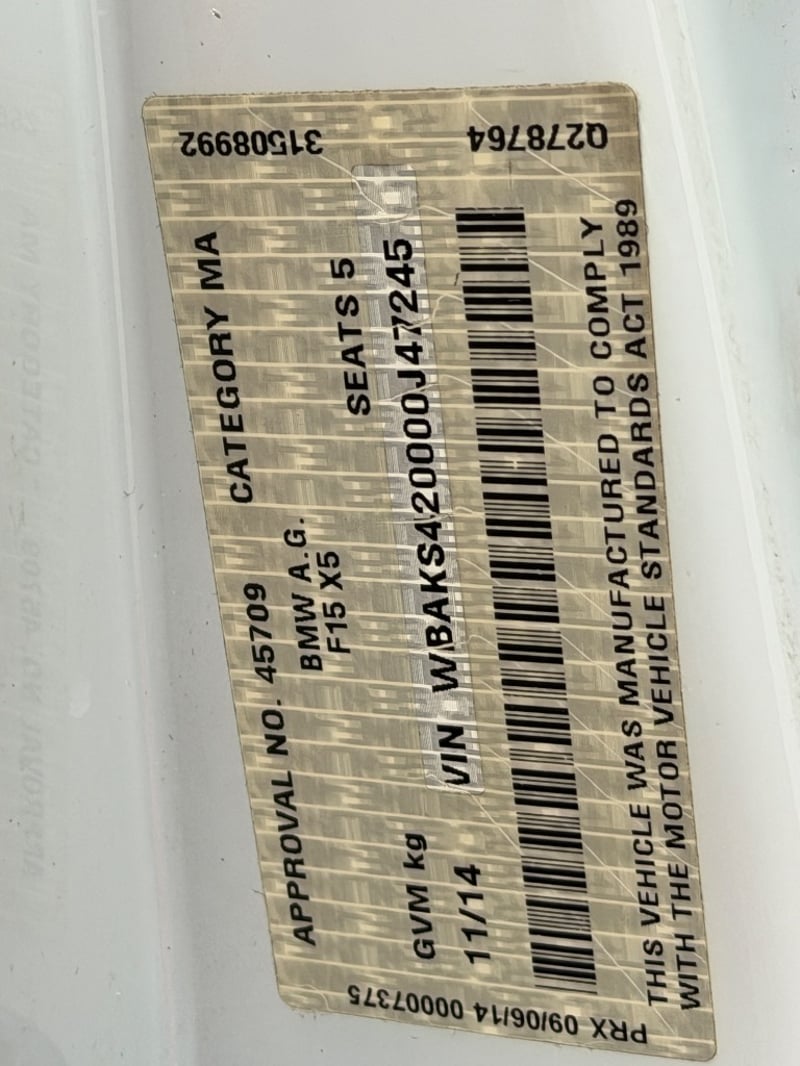 APPROVAL NO. 45709 CATEGORY MA
BMW A.G.
F15 X5
SEATS 5
GVM kg
11/14
VIN WBAKS420000J47245
THIS VEHICLE WAS MANUFACTURED TO COMPLY
WITH THE MOTOR VEHICLE STANDARDS ACT 1989
PRX 09/06/14 00007375
31508992
Q278764